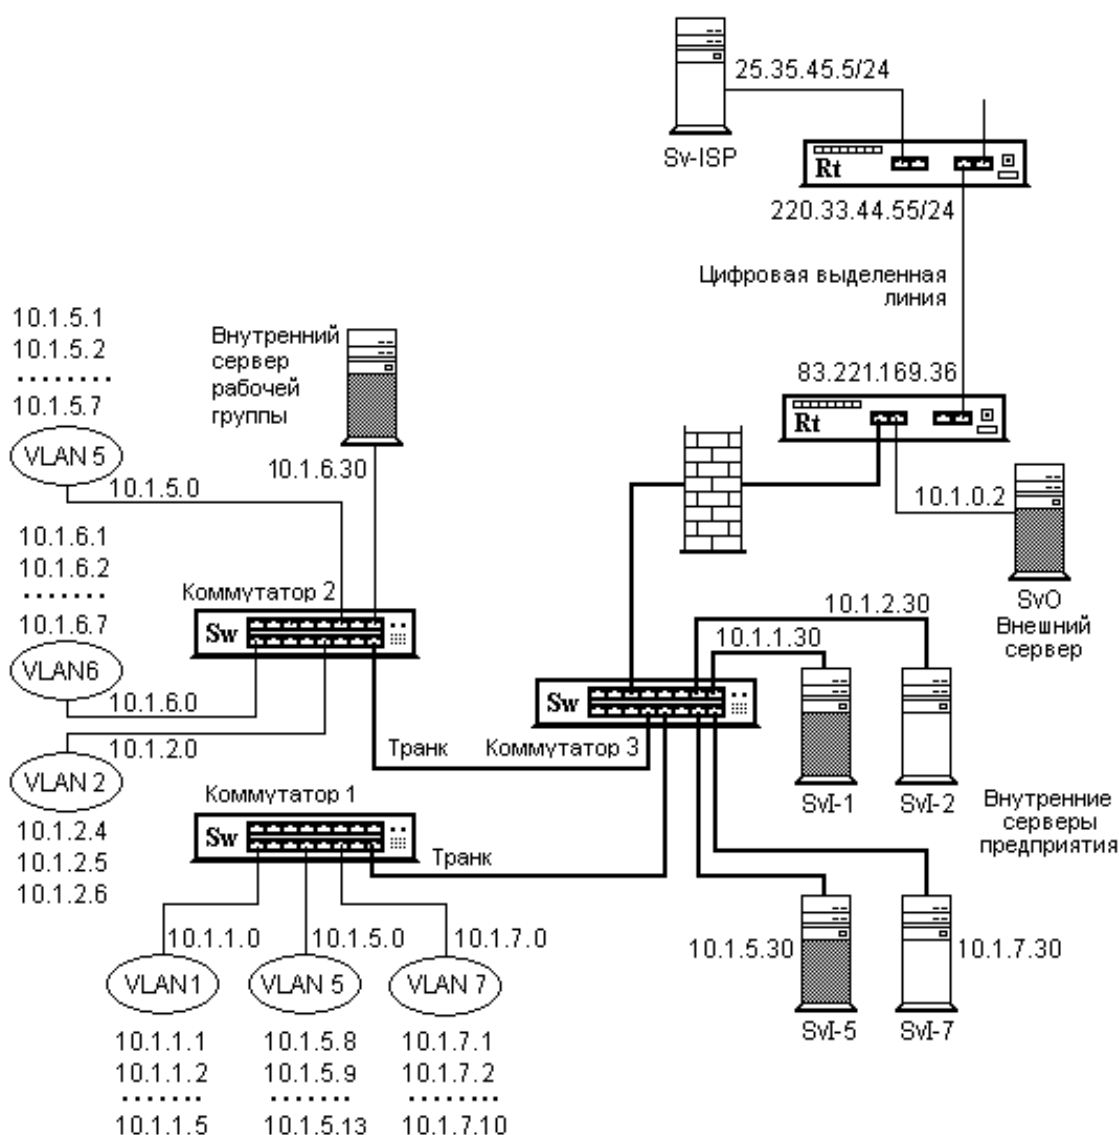 25.35.45.5/24
Sv-ISP
Rt
220.33.44.55/24
Цифровая выделенная
линия
83.221.169.36
Rt
10.1.5.1
10.1.5.2
........
10.1.5.7
VLAN 5
10.1.5.0
Внутренний
сервер
рабочей
группы
10.1.6.30
10.1.0.2
SvO
Внешний
сервер
10.1.6.1
10.1.6.2
.......
10.1.6.7
VLAN6
10.1.6.0
Коммутатор 2
Sw
10.1.2.0
VLAN 2
10.1.2.4
10.1.2.5
10.1.2.6
10.1.2.30
10.1.1.30
Sw
Транк
Коммутатор 3
SvI-1
SvI-2
Внутренние
серверы
предприятия
Коммутатор 1
Sw
Транк
10.1.5.30
10.1.7.30
SvI-5
SvI-7
10.1.1.0
10.1.5.0
10.1.7.0
VLAN1
VLAN 5
VLAN 7
10.1.1.1
10.1.1.2
.......
10.1.1.5
10.1.5.8
10.1.5.9
.......
10.1.5.13
10.1.7.1
10.1.7.2
........
10.1.7.10